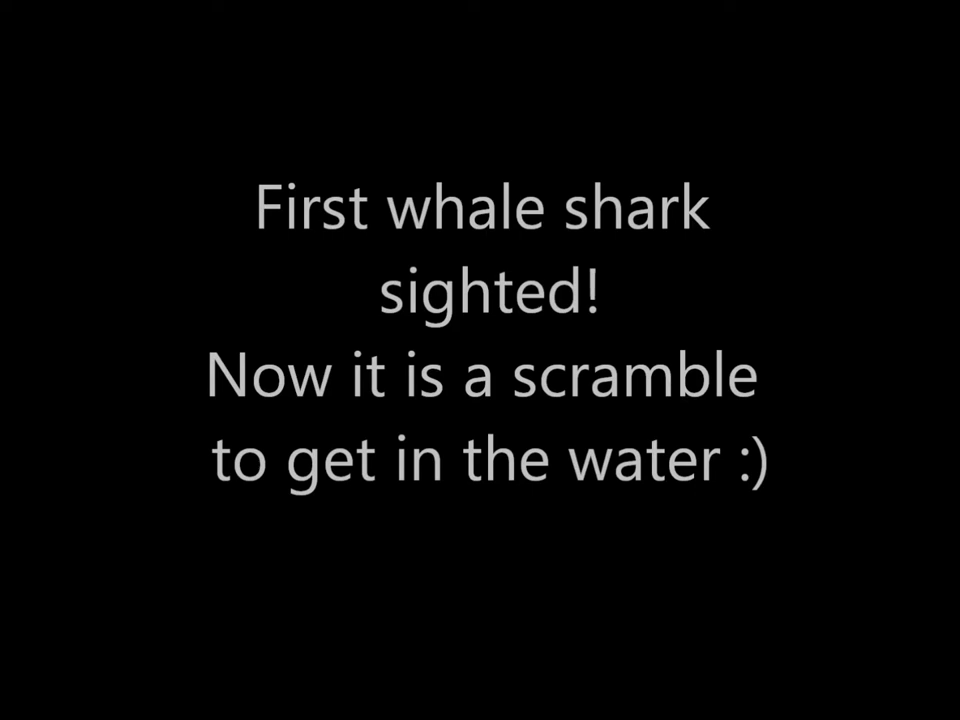 First whale shark
sighted!
Now it is a scramble
to get in the water :)